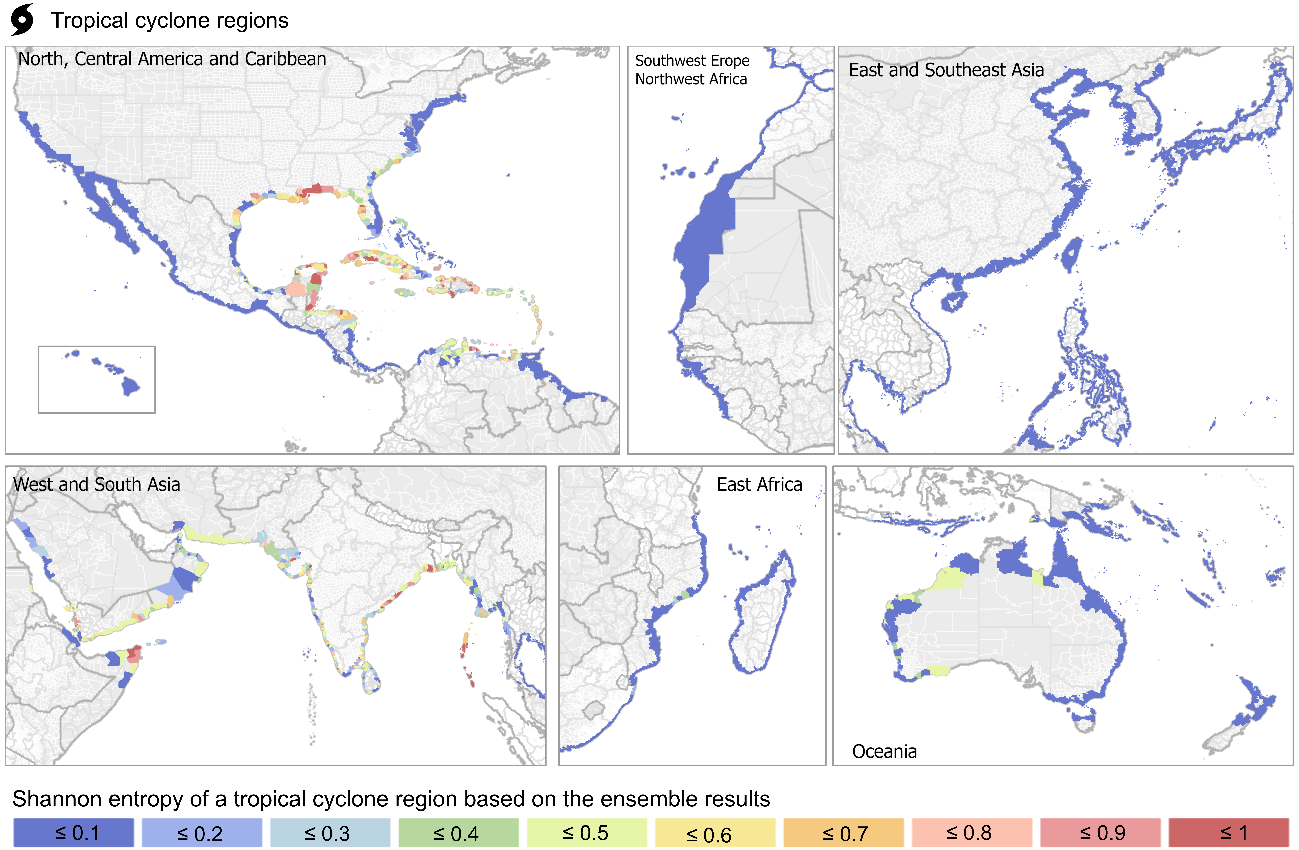 Tropical cyclone regions
North, Central America and Caribbean
Southwest Erope
Northwest Africa
East and Southeast Asia
West and South Asia
East Africa
Oceania
Shannon entropy of a tropical cyclone region based on the ensemble results
≤ 0.1 ≤ 0.2 ≤ 0.3 ≤ 0.4 ≤ 0.5 ≤ 0.6 ≤ 0.7 ≤ 0.8 ≤ 0.9 ≤ 1